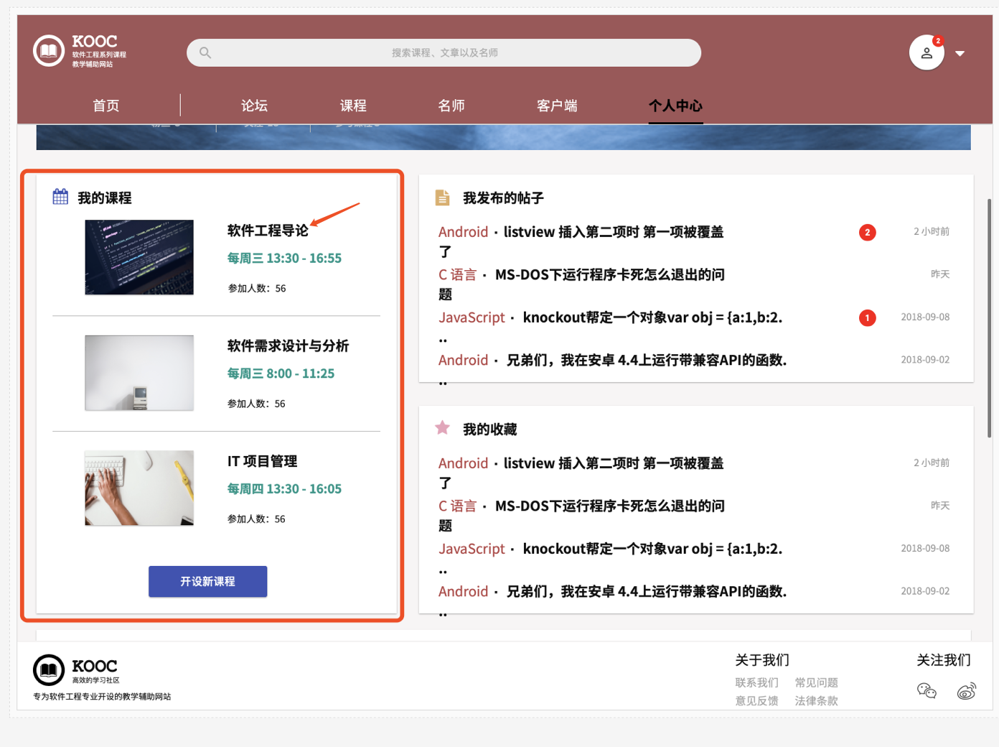 KOOC
软件工程系列课程
教学辅助网站
搜索课程、文章以及名师
2
首页
论坛
课程
名师
客户端
个人中心
我的课程
软件工程导论
每周三 13:30 - 16:55
参加人数：56
软件需求设计与分析
每周三 8:00 - 11:25
参加人数：56
IT 项目管理
每周四 13:30 - 16:05
参加人数：56
开设新课程
我发布的帖子
Android · listview 插入第二项时 第一项被覆盖
了
2
2 小时前
C 语言 · MS-DOS下运行程序卡死怎么退出的问
题
昨天
JavaScript · knockout帮定一个对象var obj = {a:1,b:2.
..
1
2018-09-08
Android · 兄弟们，我在安卓 4.4上运行带兼容API的函数.
..
2018-09-02
我的收藏
Android · listview 插入第二项时 第一项被覆盖
了
2 小时前
C 语言 · MS-DOS下运行程序卡死怎么退出的问
题
昨天
JavaScript · knockout帮定一个对象var obj = {a:1,b:2.
..
2018-09-08
Android · 兄弟们，我在安卓 4.4上运行带兼容API的函数.
..
2018-09-02
KOOC
高效的学习社区
专为软件工程专业开设的教学辅助网站
关于我们
联系我们 常见问题
意见反馈 法律条款
关注我们